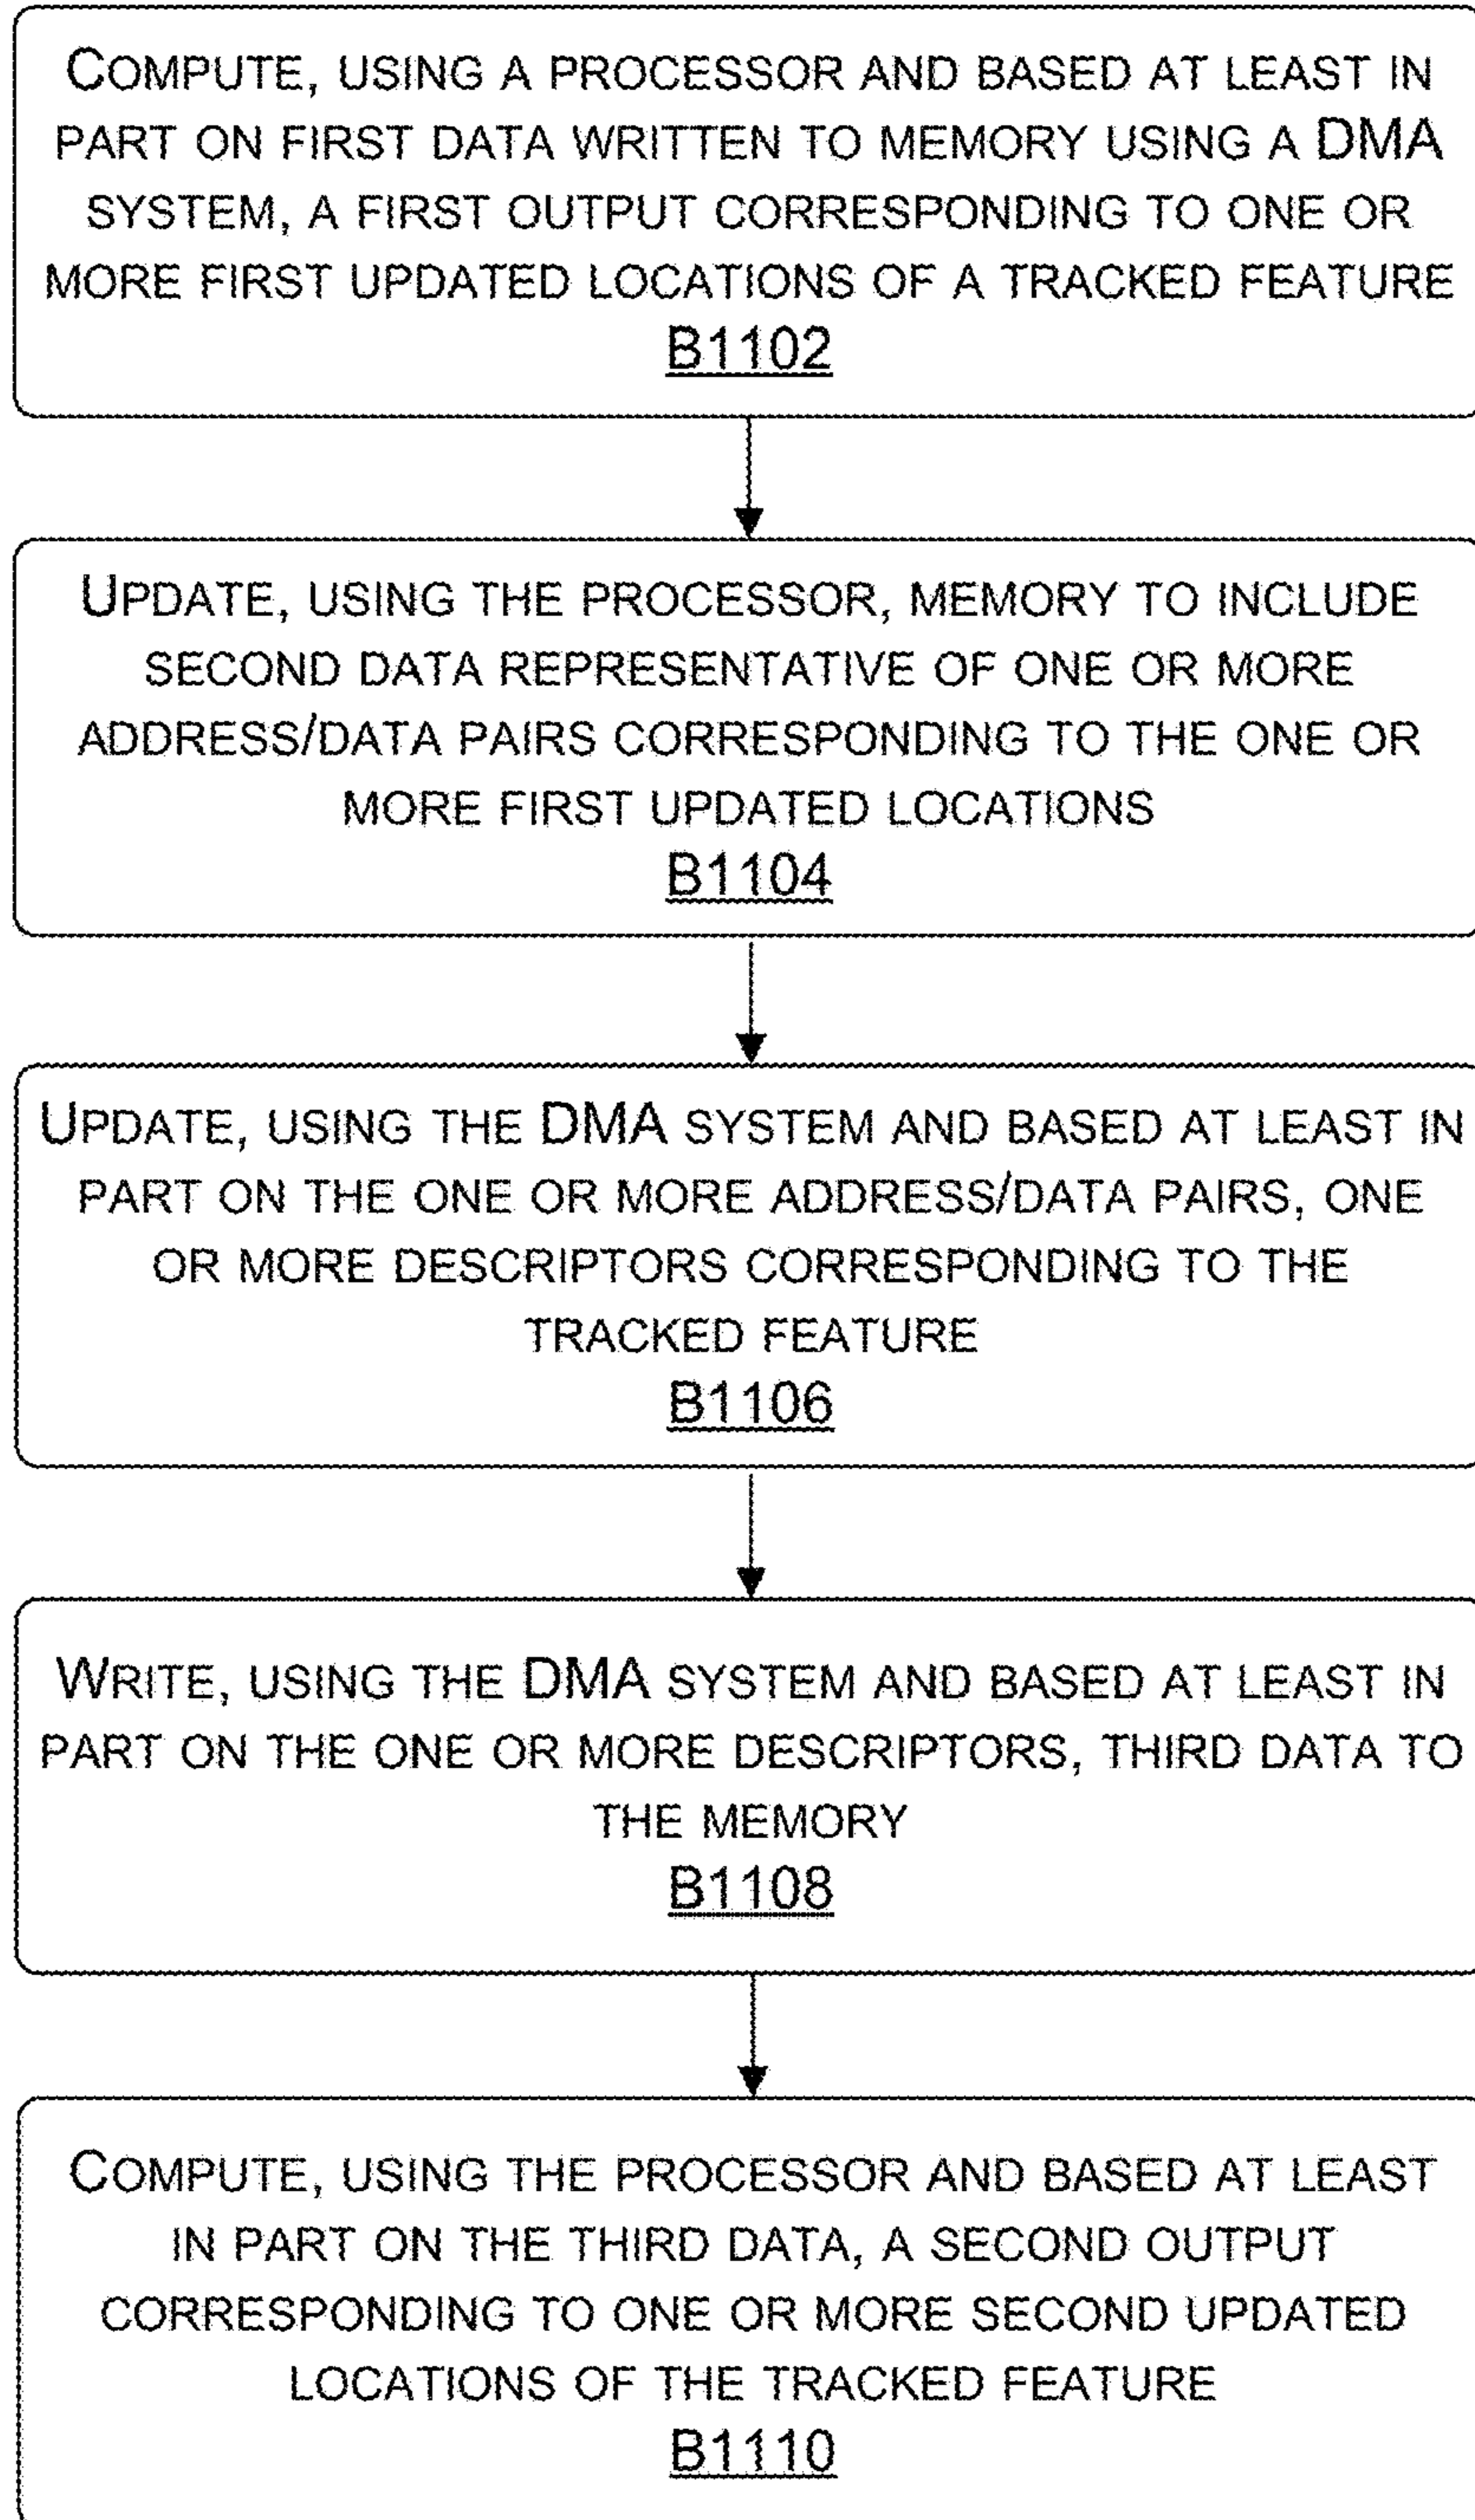 COMPUTE, USING A PROCESSOR AND BASED AT LEAST IN
PART ON FIRST DATA WRITTEN TO MEMORY USING A DMA
SYSTEM, A FIRST OUTPUT CORRESPONDING TO ONE OR
MORE FIRST UPDATED LOCATIONS OF A TRACKED FEATURE
B1102
UPDATE, USING THE PROCESSOR, MEMORY TO INCLUDE
SECOND DATA REPRESENTATIVE OF ONE OR MORE
ADDRESS/DATA PAIRS CORRESPONDING TO THE ONE OR
MORE FIRST UPDATED LOCATIONS
B1104
UPDATE, USING THE DMA SYSTEM AND BASED AT LEAST IN
PART ON THE ONE OR MORE ADDRESS/DATA PAIRS, ONE
OR MORE DESCRIPTORS CORRESPONDING TO THE
TRACKED FEATURE
B1106
WRITE, USING THE DMA SYSTEM AND BASED AT LEAST IN
PART ON THE ONE OR MORE DESCRIPTORS, THIRD DATA TO
THE MEMORY
B1108
COMPUTE, USING THE PROCESSOR AND BASED AT LEAST
IN PART ON THE THIRD DATA, A SECOND OUTPUT
CORRESPONDING TO ONE OR MORE SECOND UPDATED
LOCATIONS OF THE TRACKED FEATURE
B1110